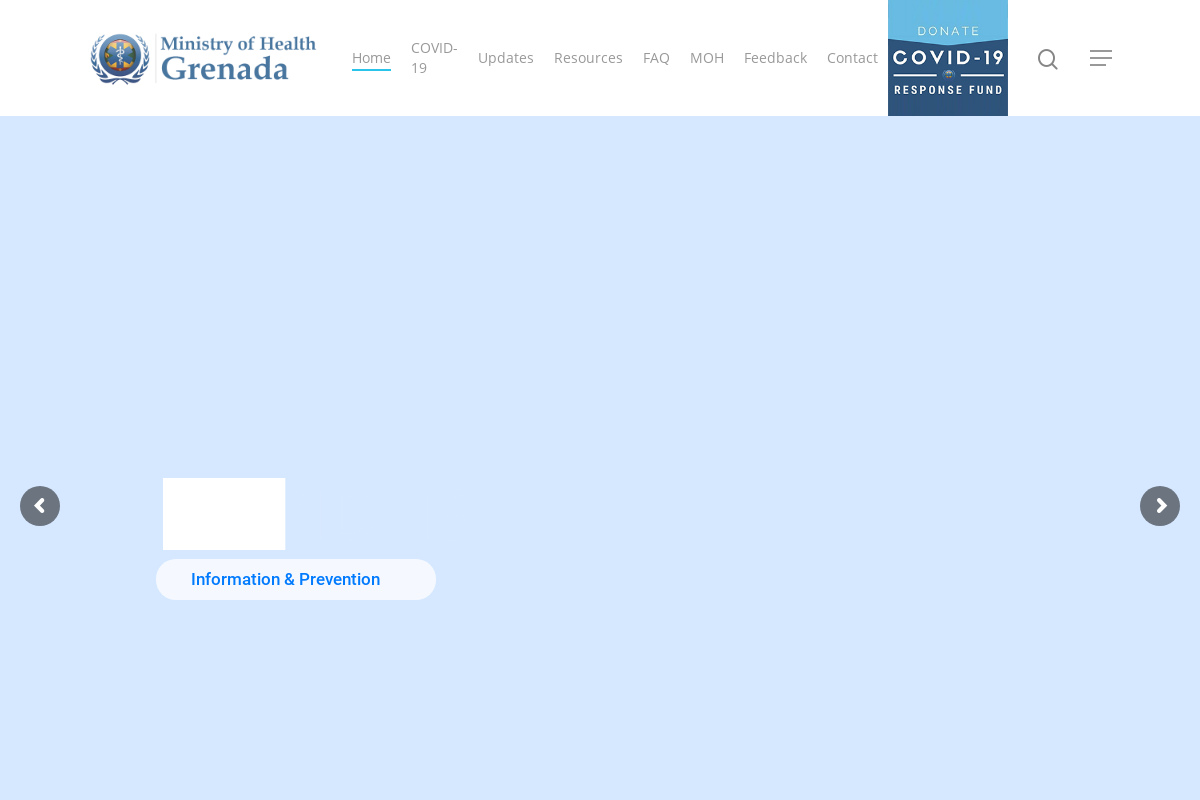 Ministry of Health
Grenada
Home
COVID-
19
Updates
Resources
FAQ
MOH
Feedback
Contact
DONATE
COVID-19
RESPONSE FUND
Information & Prevention